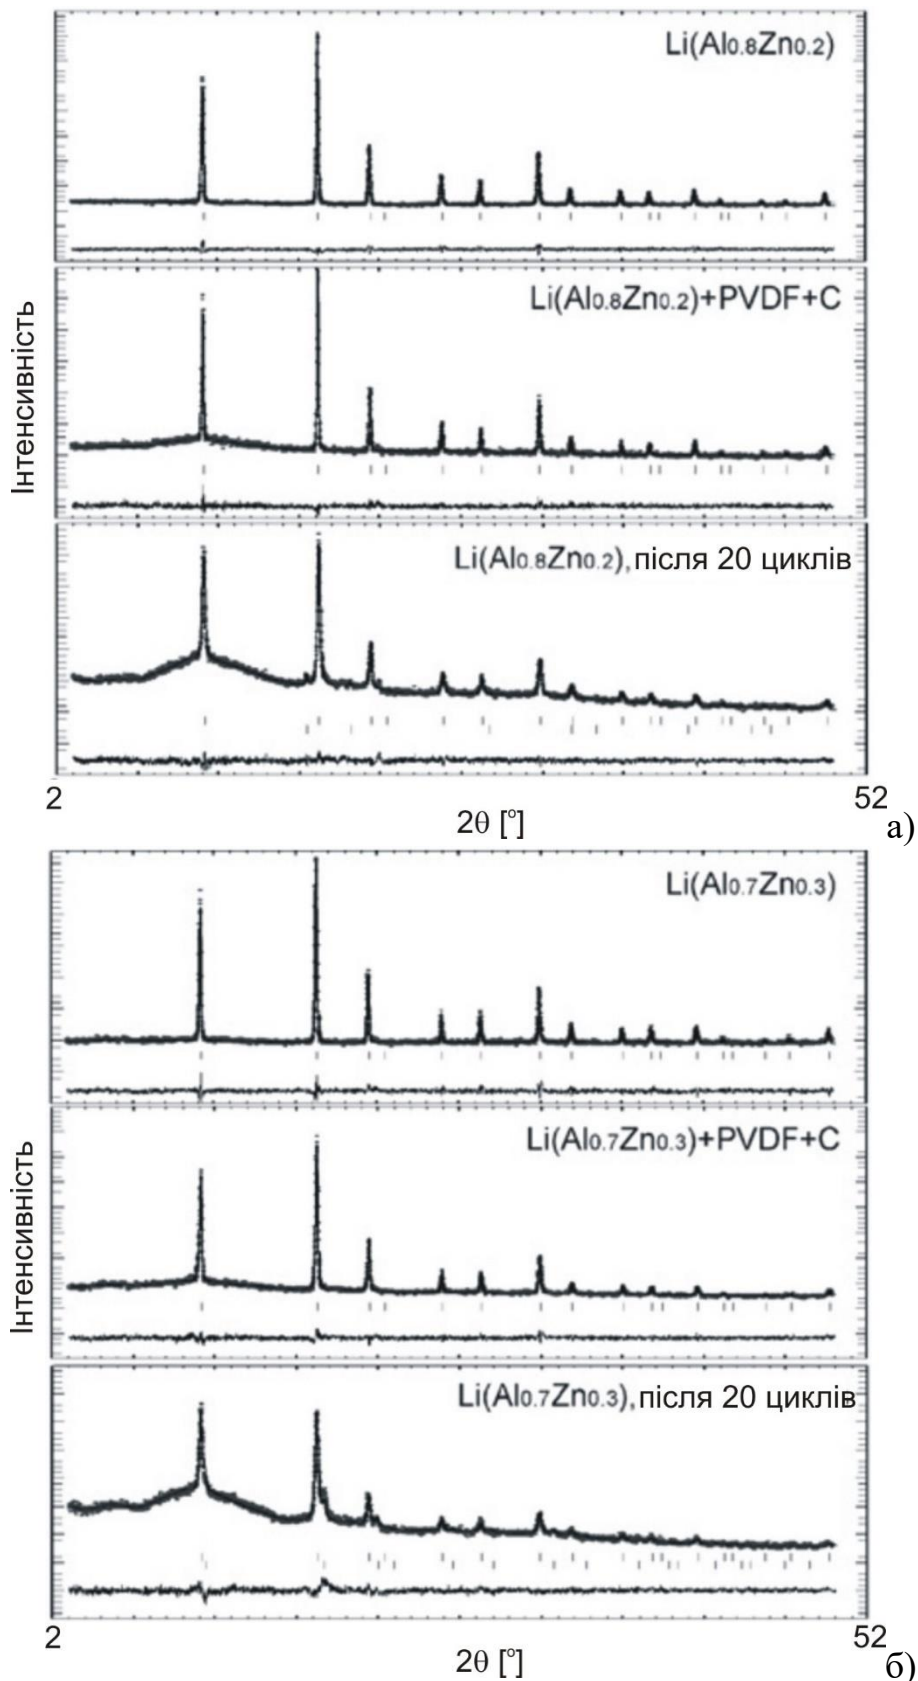 Li(Al0.8Zn0.2)
Li(Al0.8Zn0.2)+PVDF+C
Інтенсивність
Li(Al0.8Zn0.2), після 20 циклів
2
52
2θ [°]
а)
Li(Al0.7Zn0.3)
Li(Al0.7Zn0.3)+PVDF+C
Інтенсивність
Li(Al0.7Zn0.3), після 20 циклів
2
52
2θ [°]
б)